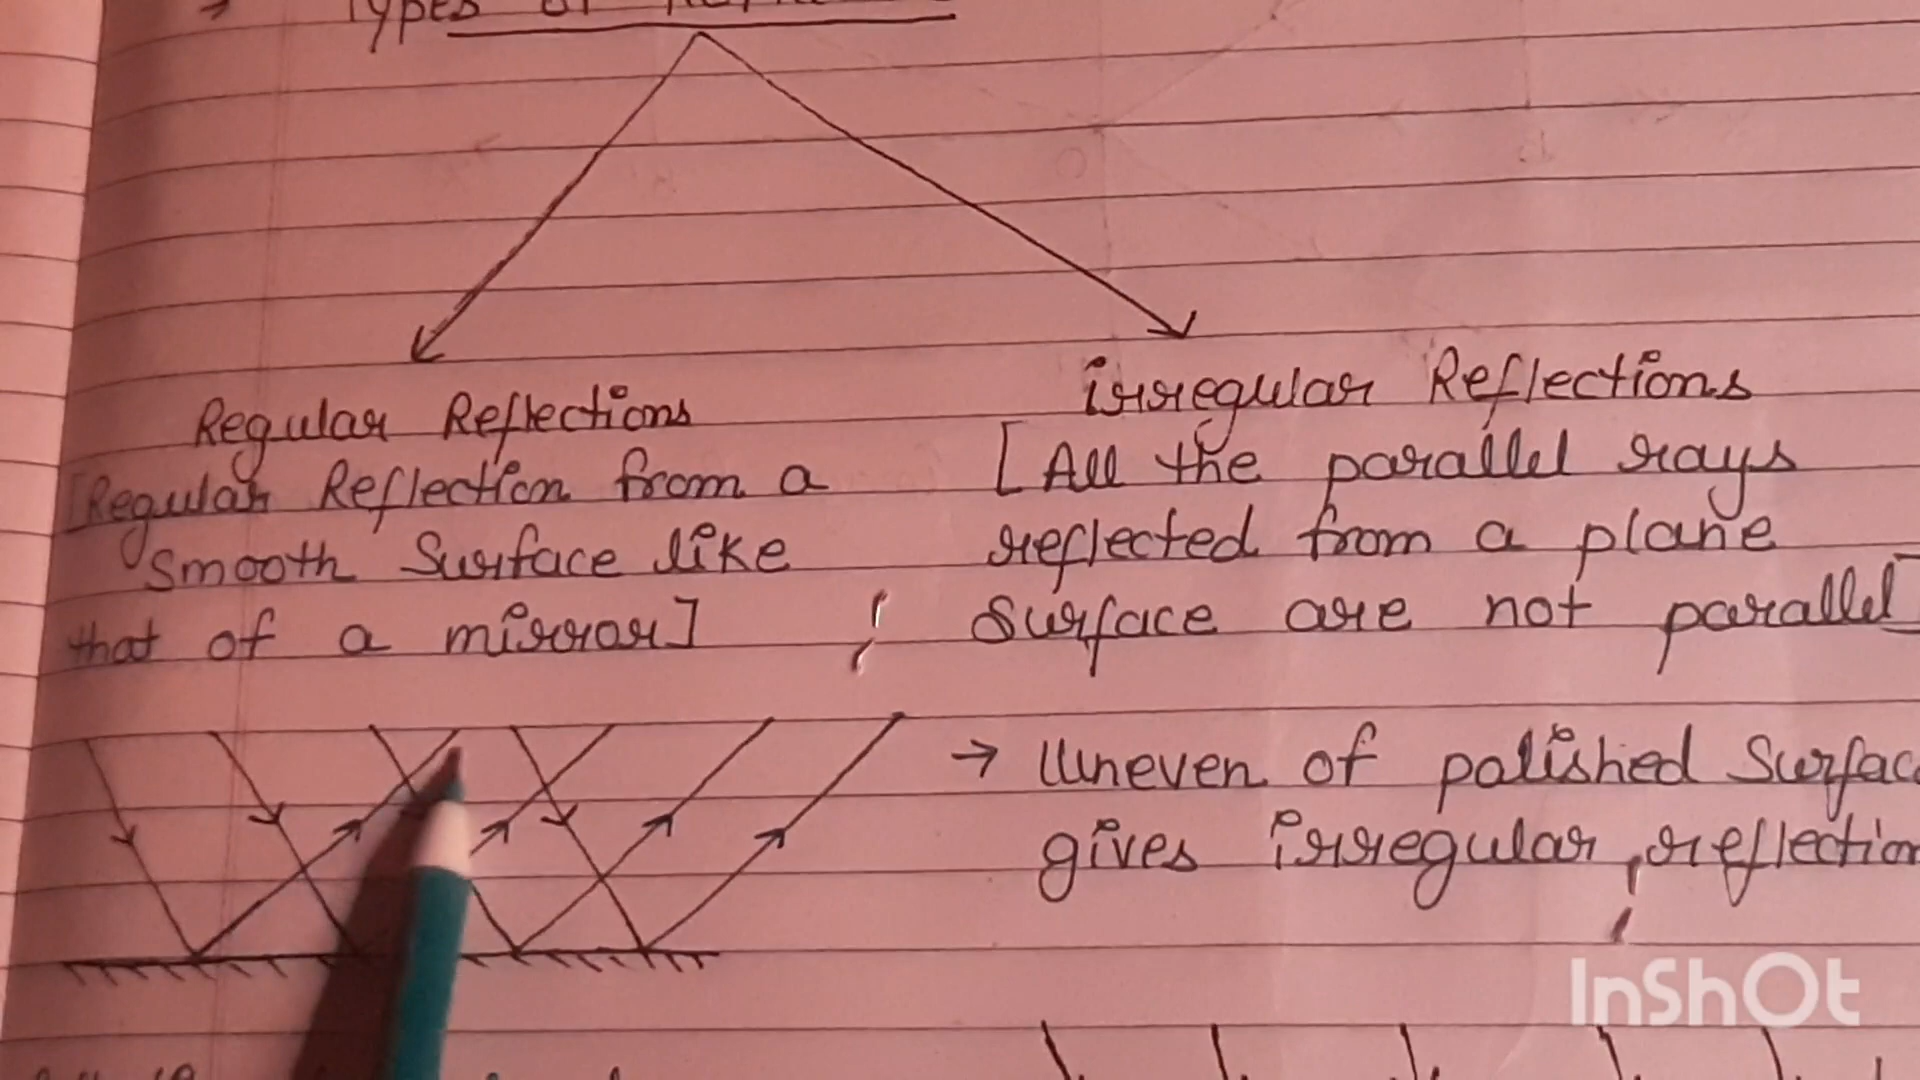 Types of
Regular Reflections
[Regular Reflection from a
Smooth Surface like
that of a mirror]
irregular Reflections
[All the parallel rays
reflected from a plane
Surface are not parallel]
→ Uneven of polished Surfac
gives irregular reflection
InShOt